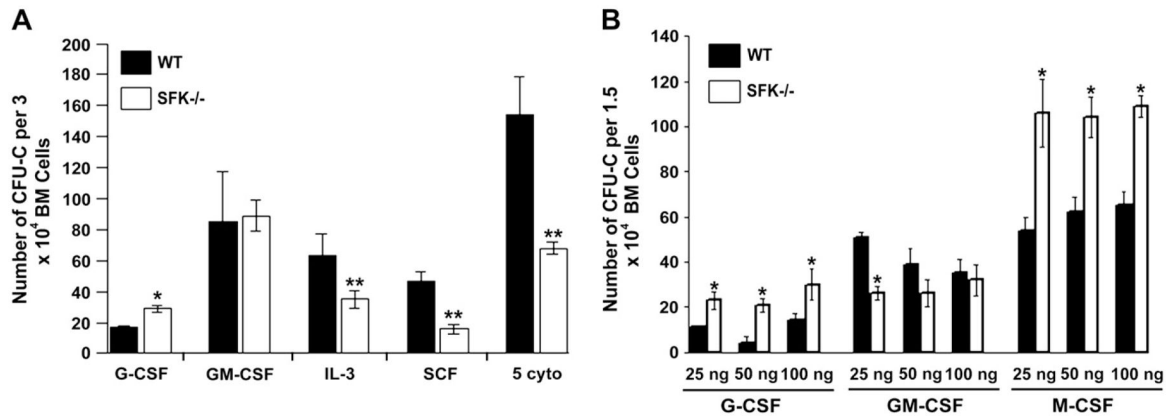 A
Number of CFU-C per 3
x 10⁴ BM Cells
200
180
160
140
120
100
80
60
40
20
0
WT
SFK-/-
*
**
**
**
G-CSF GM-CSF IL-3 SCF 5 cyto
B
Number of CFU-C per 1.5
x 10⁴ BM Cells
140
120
100
80
60
40
20
0
WT
SFK-/-
*
*
*
*
*
*
*
25 ng 50 ng 100 ng 25 ng 50 ng 100 ng 25 ng 50 ng 100 ng
G-CSF GM-CSF M-CSF